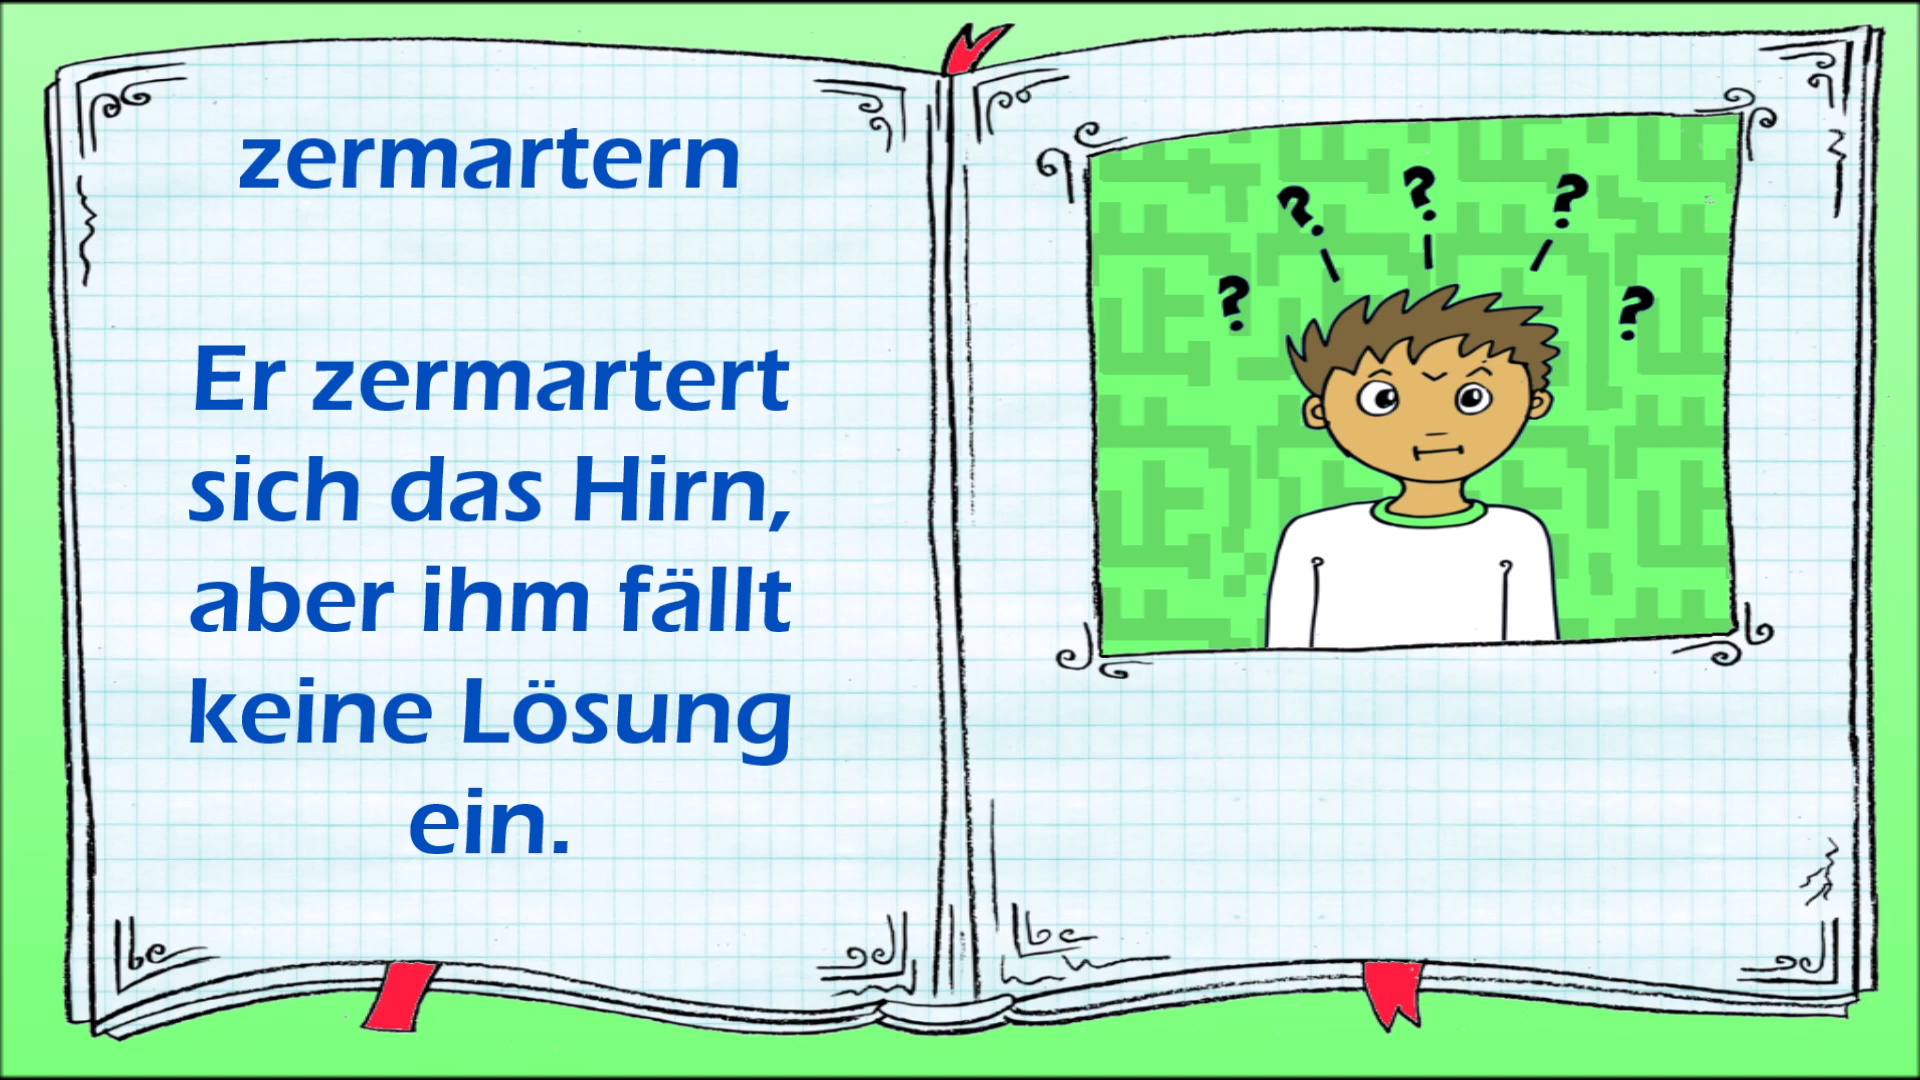 zermartern
Er zermartert
sich das Hirn,
aber ihm fällt
keine Lösung
ein.
? ? ? ? ?